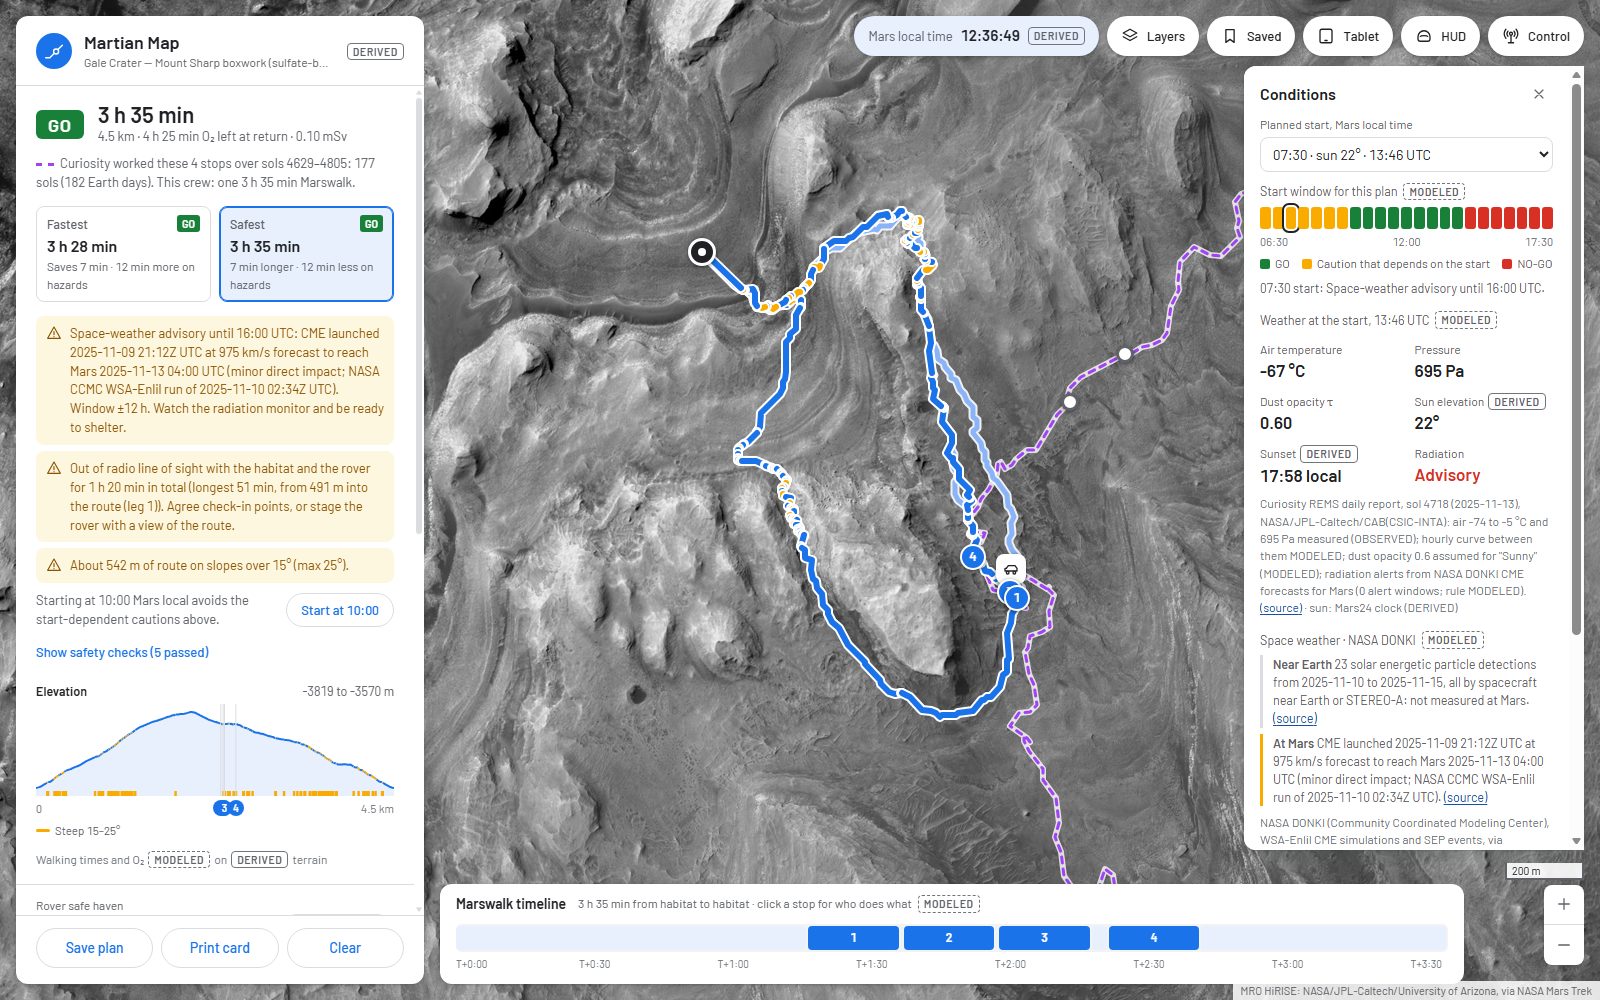 Martian Map
DERIVED
Gale Crater — Mount Sharp boxwork (sulfate-b...
GO
3 h 35 min
4.5 km · 4 h 25 min O₂ left at return · 0.10 mSv
Curiosity worked these 4 stops over sols 4629–4805: 177
sols (182 Earth days). This crew: one 3 h 35 min Marswalk.
Fastest
GO
3 h 28 min
Saves 7 min · 12 min more on
hazards
Safest
GO
3 h 35 min
7 min longer · 12 min less on
hazards
Space-weather advisory until 16:00 UTC: CME launched
2025-11-09 21:12Z UTC at 975 km/s forecast to reach
Mars 2025-11-13 04:00 UTC (minor direct impact; NASA
CCMC WSA-Enlil run of 2025-11-10 02:34Z UTC).
Window ±12 h. Watch the radiation monitor and be ready
to shelter.
Out of radio line of sight with the habitat and the rover
for 1 h 20 min in total (longest 51 min, from 491 m into
the route (leg 1)). Agree check-in points, or stage the
rover with a view of the route.
About 542 m of route on slopes over 15° (max 25°).
Starting at 10:00 Mars local avoids the
start-dependent cautions above.
Start at 10:00
Show safety checks (5 passed)
Elevation
-3819 to -3570 m
3 4
0
4.5 km
Steep 15-25°
Walking times and O₂ MODELED on DERIVED terrain
Rover safe haven
Save plan
Print card
Clear
Mars local time 12:36:49 DERIVED
Layers
Saved
Tablet
HUD
Control
4
1
Conditions
Planned start, Mars local time
07:30 · sun 22° · 13:46 UTC
Start window for this plan MODELED
06:30
12:00
17:30
GO
Caution that depends on the start
NO-GO
07:30 start: Space-weather advisory until 16:00 UTC.
Weather at the start, 13:46 UTC MODELED
Air temperature
-67 °C
Pressure
695 Pa
Dust opacity τ
0.60
Sun elevation DERIVED
22°
Sunset DERIVED
17:58 local
Radiation
Advisory
Curiosity REMS daily report, sol 4718 (2025-11-13),
NASA/JPL-Caltech/CAB(CSIC-INTA): air -74 to -5 °C and
695 Pa measured (OBSERVED); hourly curve between
them MODELED; dust opacity 0.6 assumed for "Sunny"
(MODELED); radiation alerts from NASA DONKI CME
forecasts for Mars (0 alert windows; rule MODELED).
(source) · sun: Mars24 clock (DERIVED)
Space weather · NASA DONKI MODELED
Near Earth 23 solar energetic particle detections
from 2025-11-10 to 2025-11-15, all by spacecraft
near Earth or STEREO-A: not measured at Mars.
(source)
At Mars CME launched 2025-11-09 21:12Z UTC at
975 km/s forecast to reach Mars 2025-11-13 04:00
UTC (minor direct impact; NASA CCMC WSA-Enlil
run of 2025-11-10 02:34Z UTC). (source)
NASA DONKI (Community Coordinated Modeling Center),
WSA-Enlil CME simulations and SEP events, via
200 m
+
−
Marswalk timeline
3 h 35 min from habitat to habitat · click a stop for who does what MODELED
1
2
3
4
T+0:00
T+0:30
T+1:00
T+1:30
T+2:00
T+2:30
T+3:00
T+3:30
MRO HiRISE: NASA/JPL-Caltech/University of Arizona, via NASA Mars Trek